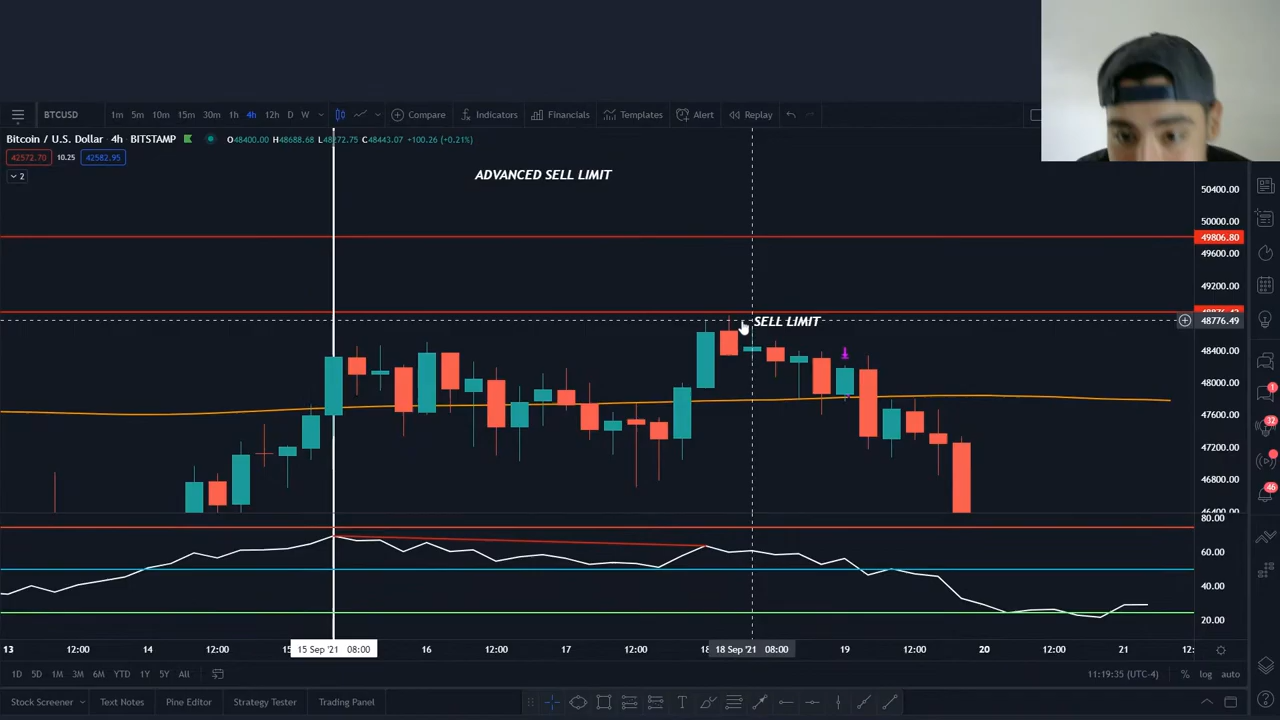 BTCUSD 1m 5m 10m 15m 30m 1h 4h 12h D W Compare Indicators Financials Templates Alert Replay
Bitcoin / U.S. Dollar 4h BITSTAMP O48400.00 H48688.68 L48272.75 C48443.07 +100.26 (+0.21%)
42572.70 10.25 42582.95
2
ADVANCED SELL LIMIT
50400.00
50000.00
49806.80
49600.00
49200.00
SELL LIMIT
48776.49
48400.00
48000.00
47600.00
47200.00
46800.00
80.00
60.00
40.00
20.00
1
32
46
13 12:00 14 12:00 15 Sep '21 08:00 16 12:00 17 12:00 18 18 Sep '21 08:00 19 12:00 20 12:00 21
1D 5D 1M 3M 6M YTD 1Y 5Y All 11:19:35 (UTC-4) % log auto
Stock Screener Text Notes Pine Editor Strategy Tester Trading Panel